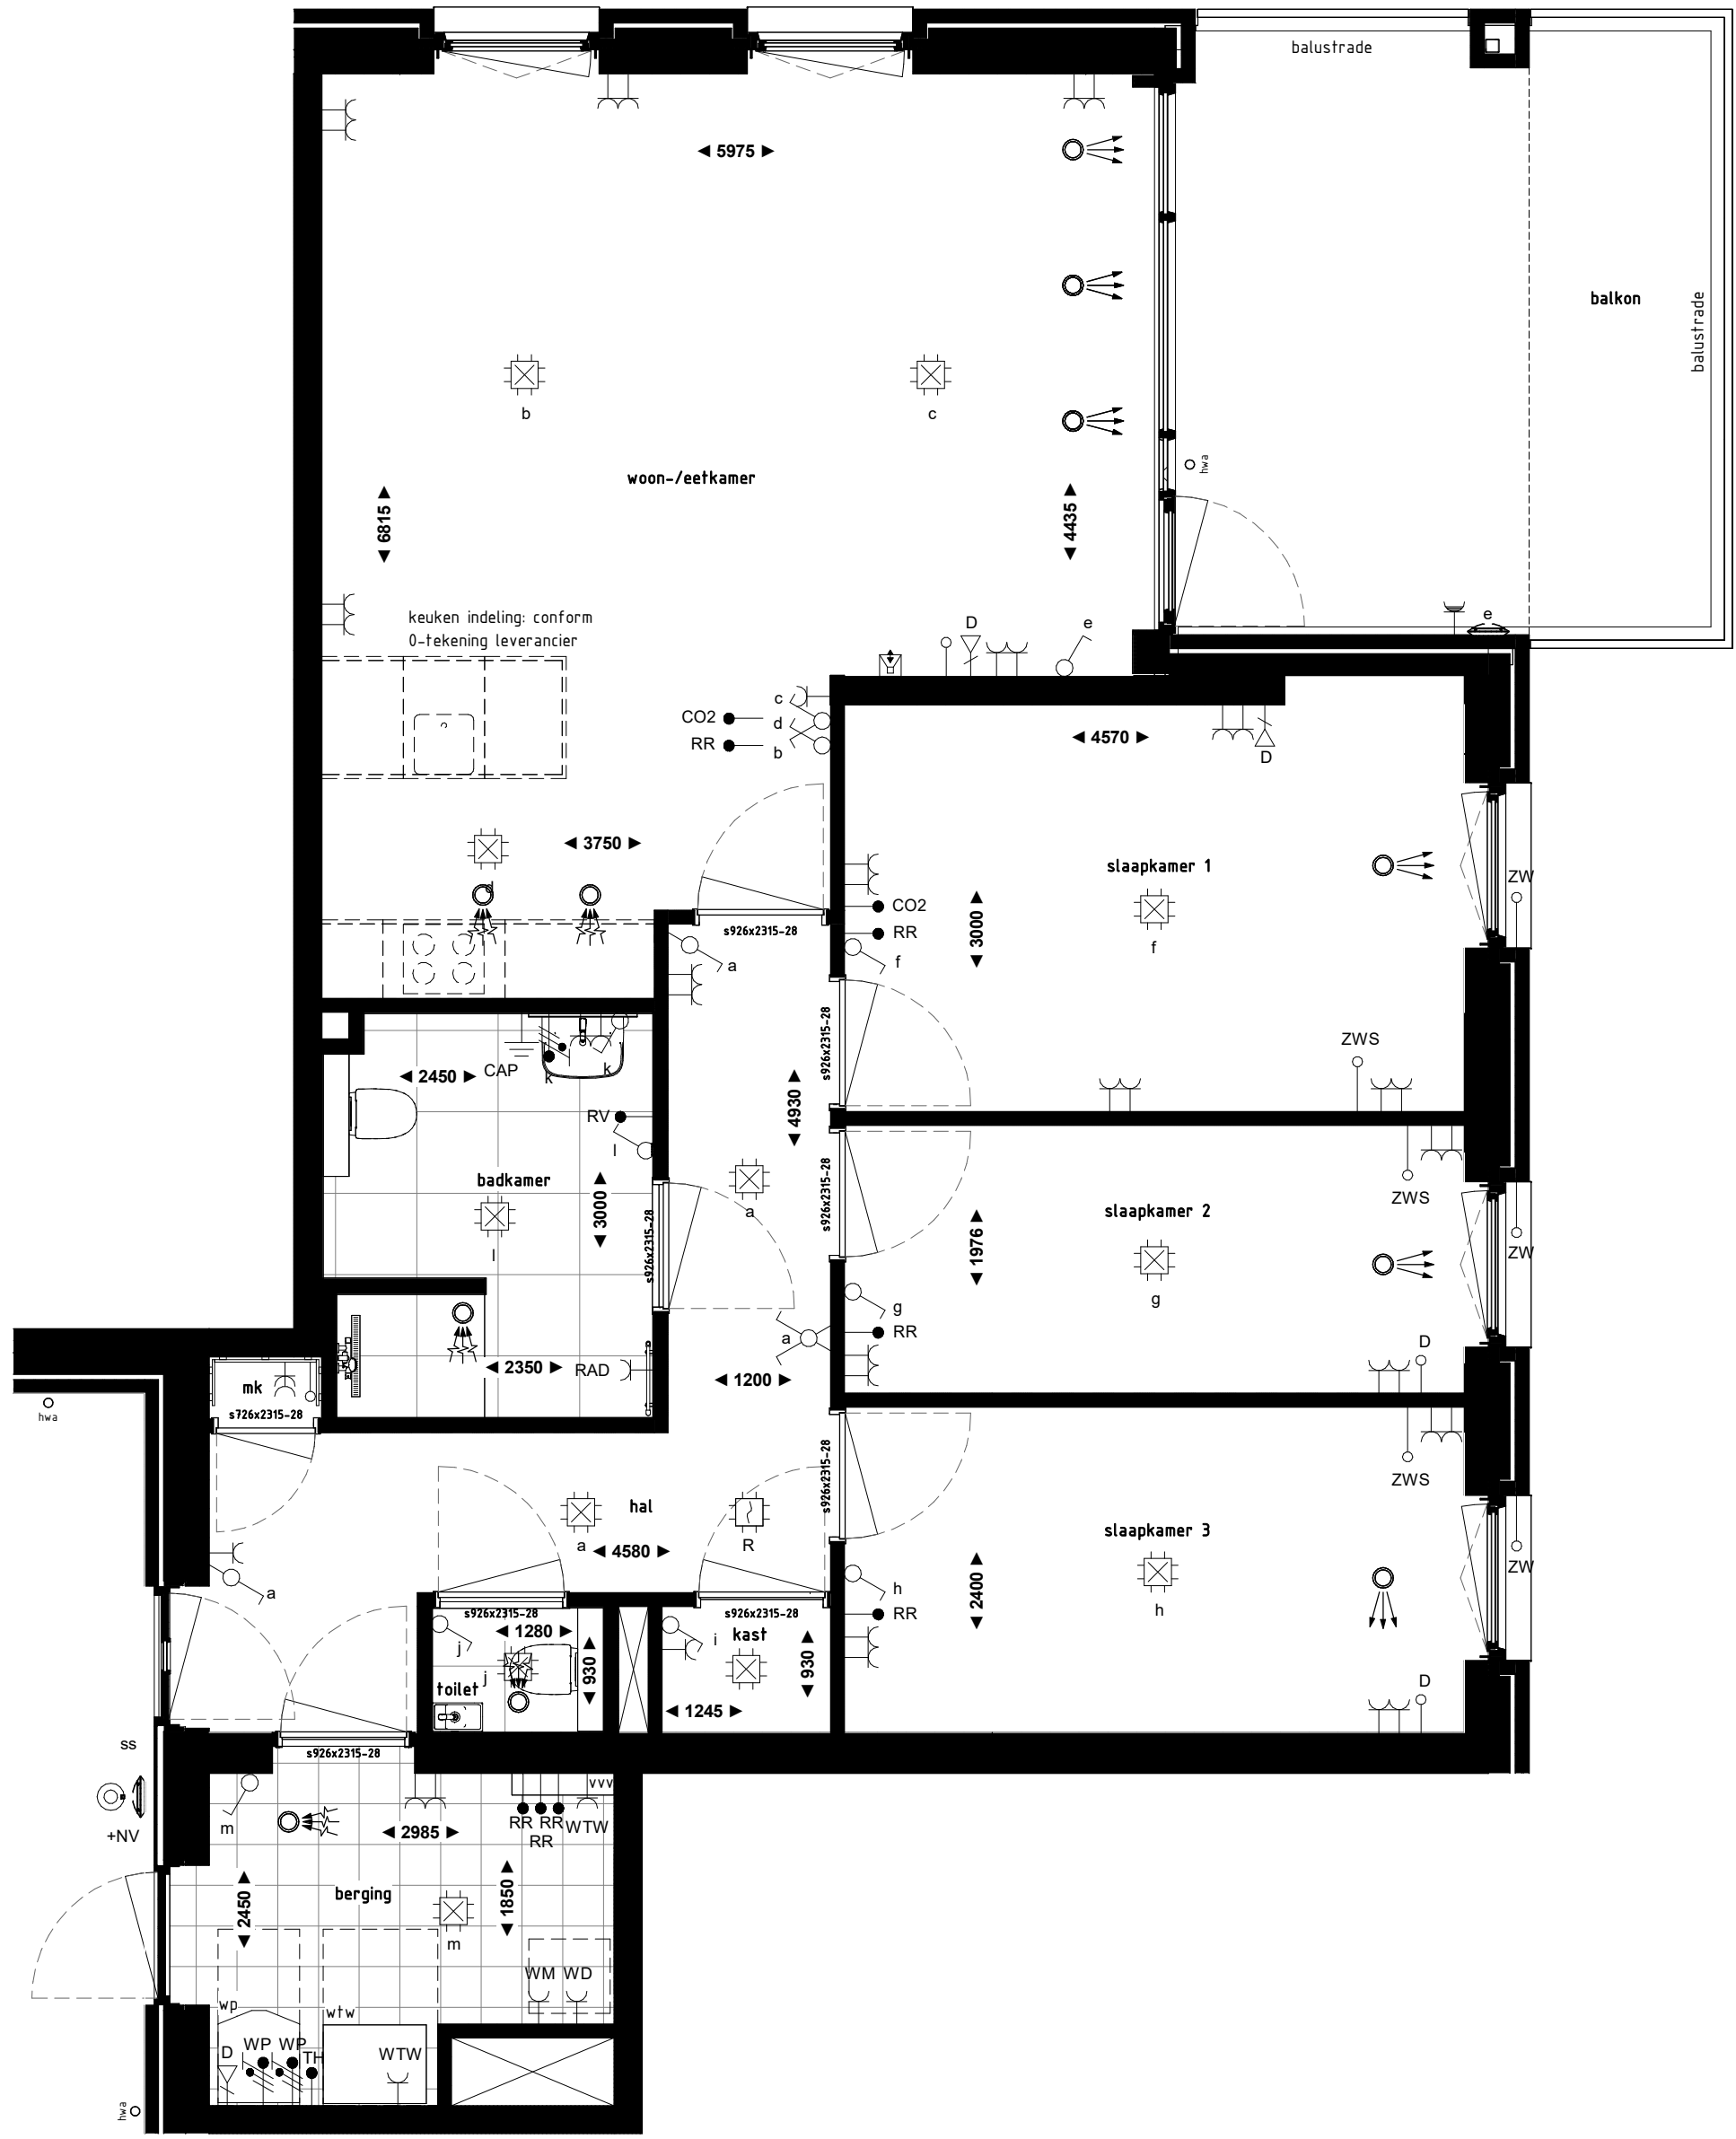 balustrade
◄ 5975 ►
balkon
balustrade
b
c
hwa
woon-/eetkamer
◄ 6815 ►
◄ 4435 ►
keuken indeling: conform
0-tekening leverancier
D
e
e
c
CO2
d
RR
b
◄ 4570 ►
D
◄ 3750 ►
slaapkamer 1
ZW
d
CO2
s926x2315-28
RR
◄ 3000 ►
f
a
f
s926x2315-28
ZWS
CAP
k
k
◄ 2450 ►
◄ 4930 ►
RV
l
badkamer
◄ 3000 ►
s926x2315-28
a
s926x2315-28
ZWS
slaapkamer 2
◄ 1976 ►
ZW
l
g
g
RR
a
D
◄ 2350 ►
RAD
◄ 1200 ►
mk
s726x2315-28
hwa
s926x2315-28
ZWS
hal
slaapkamer 3
a
◄ 4580 ►
R
ZW
a
h
RR
◄ 2400 ►
h
s926x2315-28
s926x2315-28
◄ 1280 ►
j
i
kast
j
◄ 930 ►
◄ 930 ►
toilet
◄ 1245 ►
D
ss
s926x2315-28
vvv
m
RR
RR
RR
WTW
+NV
◄ 2985 ►
berging
◄ 2450 ►
◄ 1850 ►
m
WM
WD
wp
wtw
D
WP
WP
TH
WTW
hwa